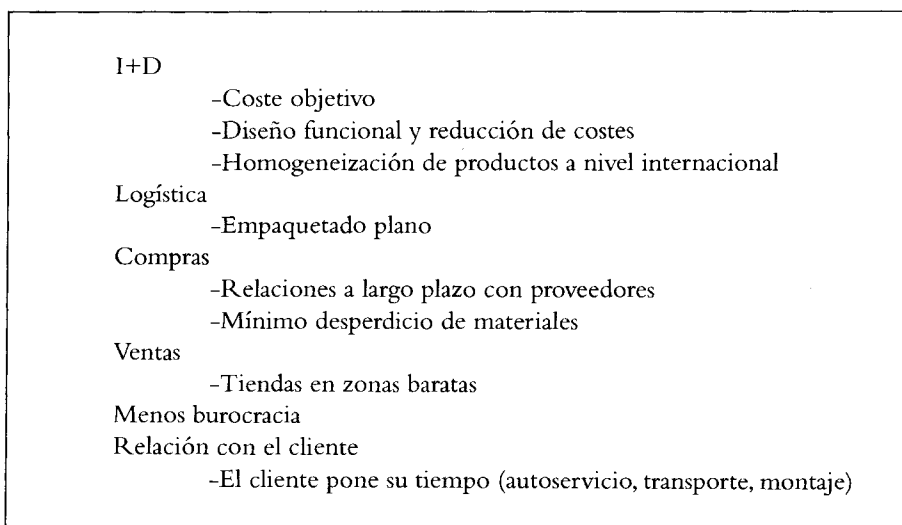 I+D
-Coste objetivo
-Diseño funcional y reducción de costes
-Homogeneización de productos a nivel internacional
Logística
-Empaquetado plano
Compras
-Relaciones a largo plazo con proveedores
-Mínimo desperdicio de materiales
Ventas
-Tiendas en zonas baratas
Menos burocracia
Relación con el cliente
-El cliente pone su tiempo (autoservicio, transporte, montaje)